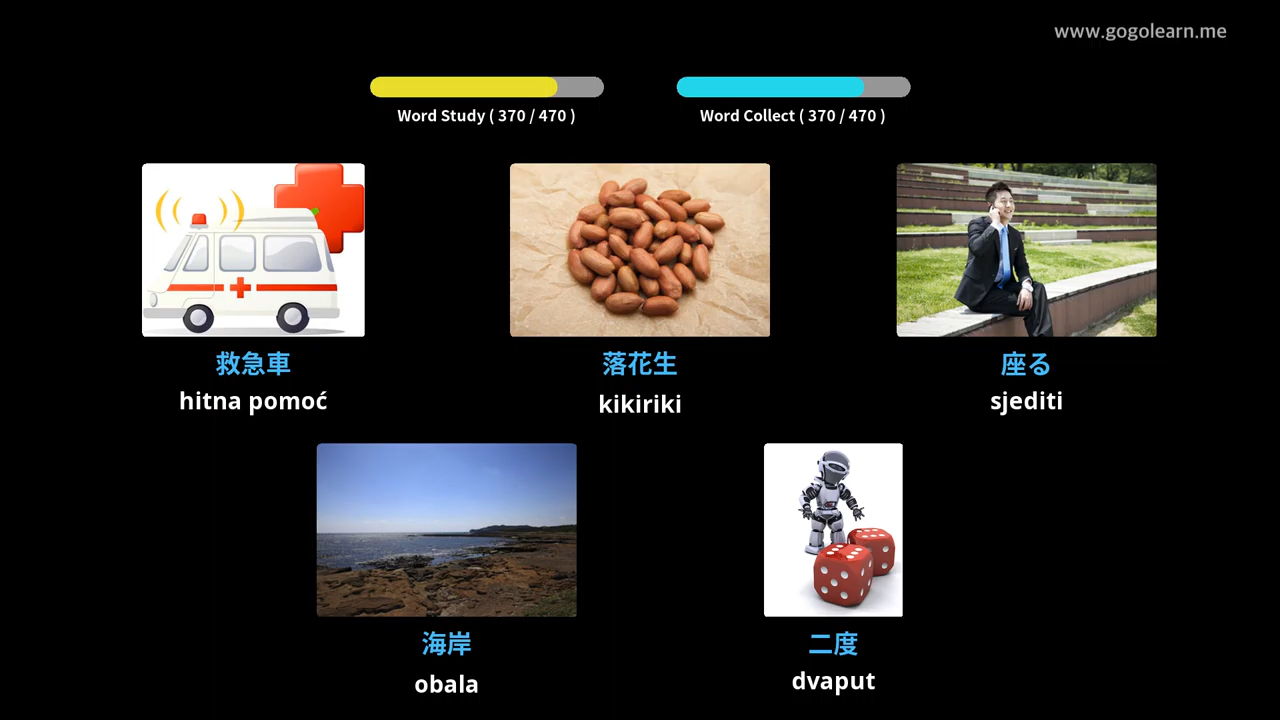 www.gogolearn.me
Word Study ( 370 / 470 )
Word Collect ( 370 / 470 )
救急車
hitna pomoć
落花生
kikiriki
座る
sjediti
海岸
obala
二度
dvaput